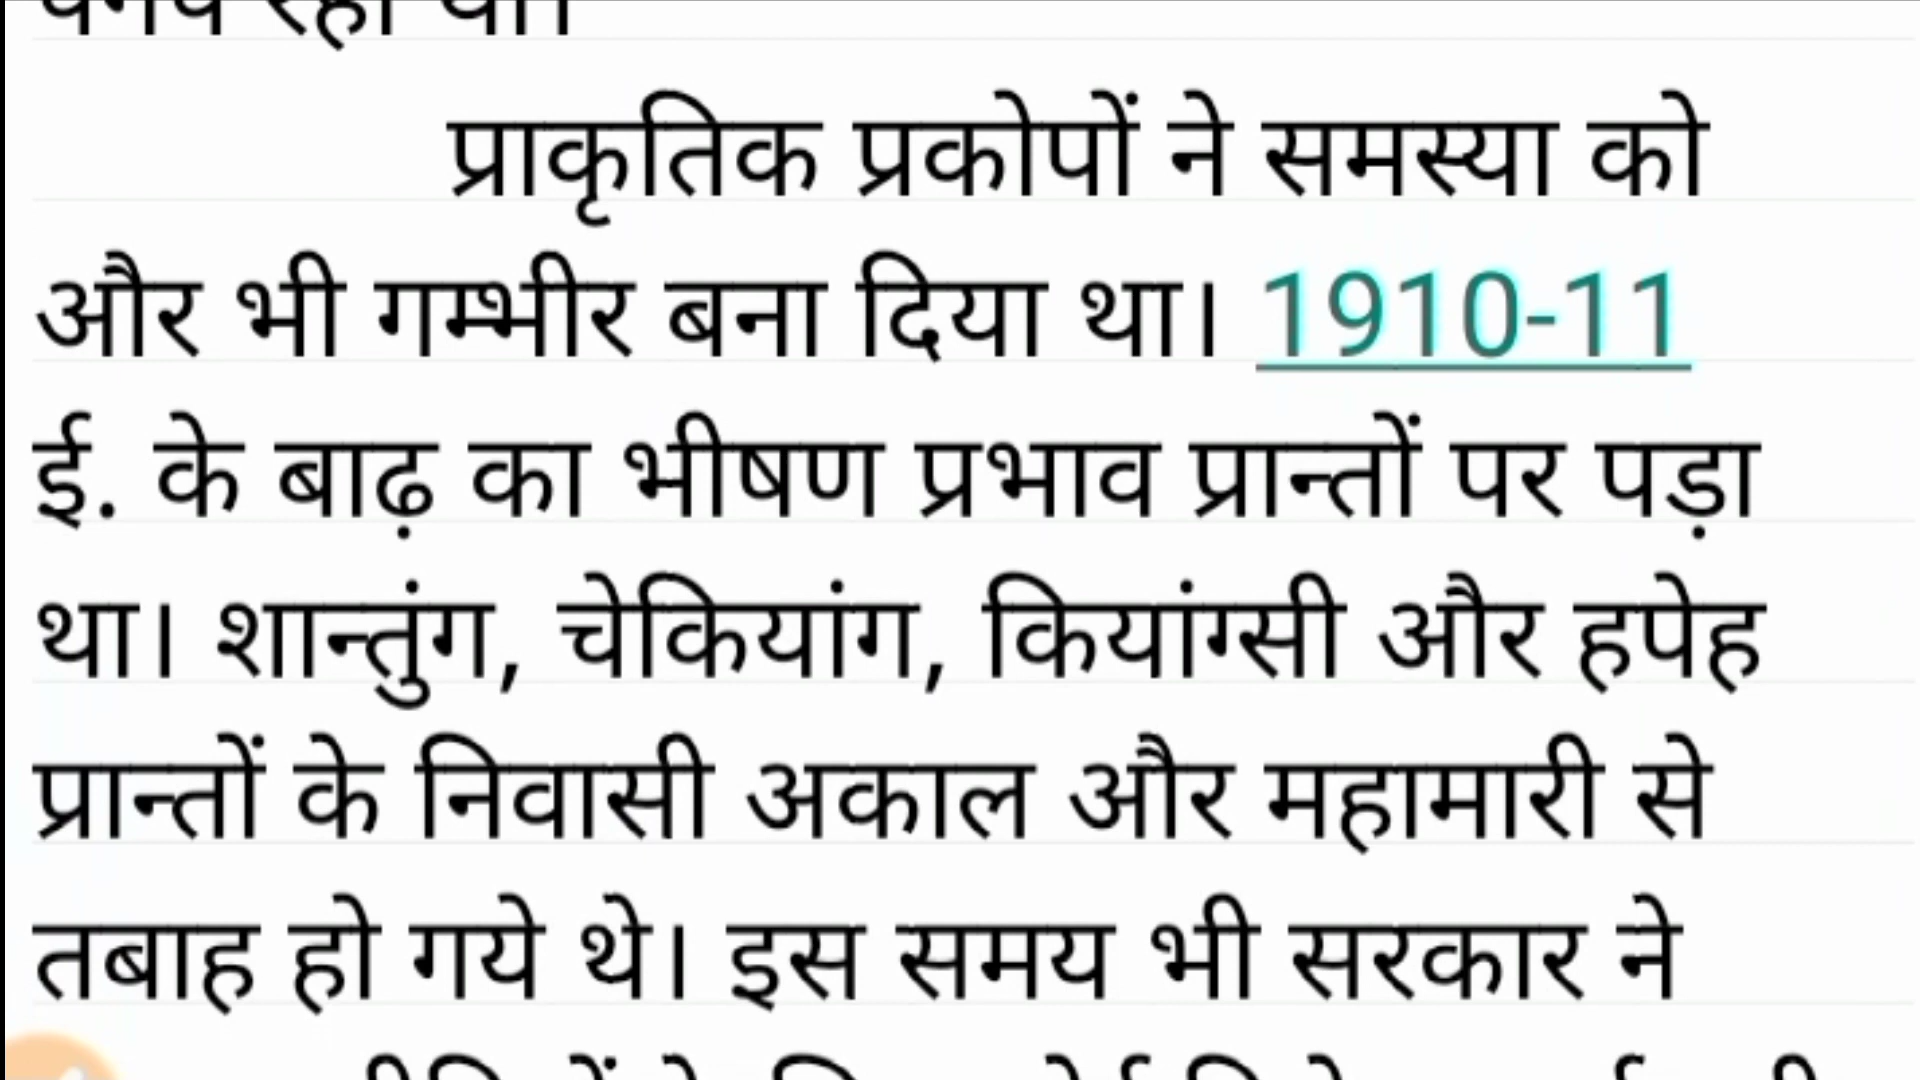 प्राकृतिक प्रकोपों ने समस्या को
और भी गम्भीर बना दिया था। 1910-11
ई. के बाढ़ का भीषण प्रभाव प्रान्तों पर पड़ा
था। शान्तुंग, चेकियांग, कियांग्सी और हपेह
प्रान्तों के निवासी अकाल और महामारी से
तबाह हो गये थे। इस समय भी सरकार ने